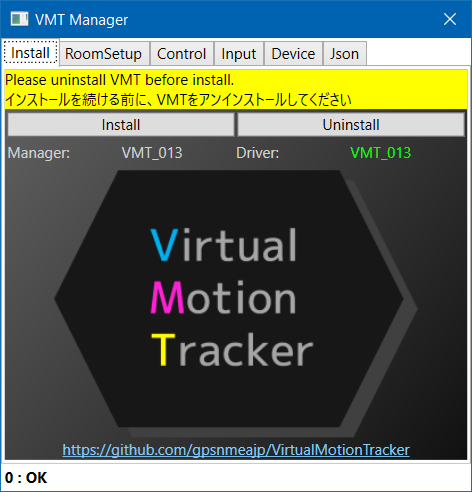 VMT Manager
Install RoomSetup Control Input Device Json
Please uninstall VMT before install.
インストールを続ける前に、VMTをアンインストールしてください
Install Uninstall
Manager: VMT_013 Driver: VMT_013
Virtual
Motion
Tracker
https://github.com/gpsnmeajp/VirtualMotionTracker
0 : OK